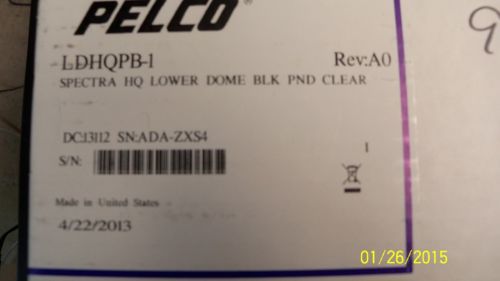 PELCO
LDHQPB-1 Rev:A0
SPECTRA HQ LOWER DOME BLK PND CLEAR
DC:13112 SN:ADA-ZXS4
S/N:
1
Made in United States
4/22/2013
9
01/26/2015